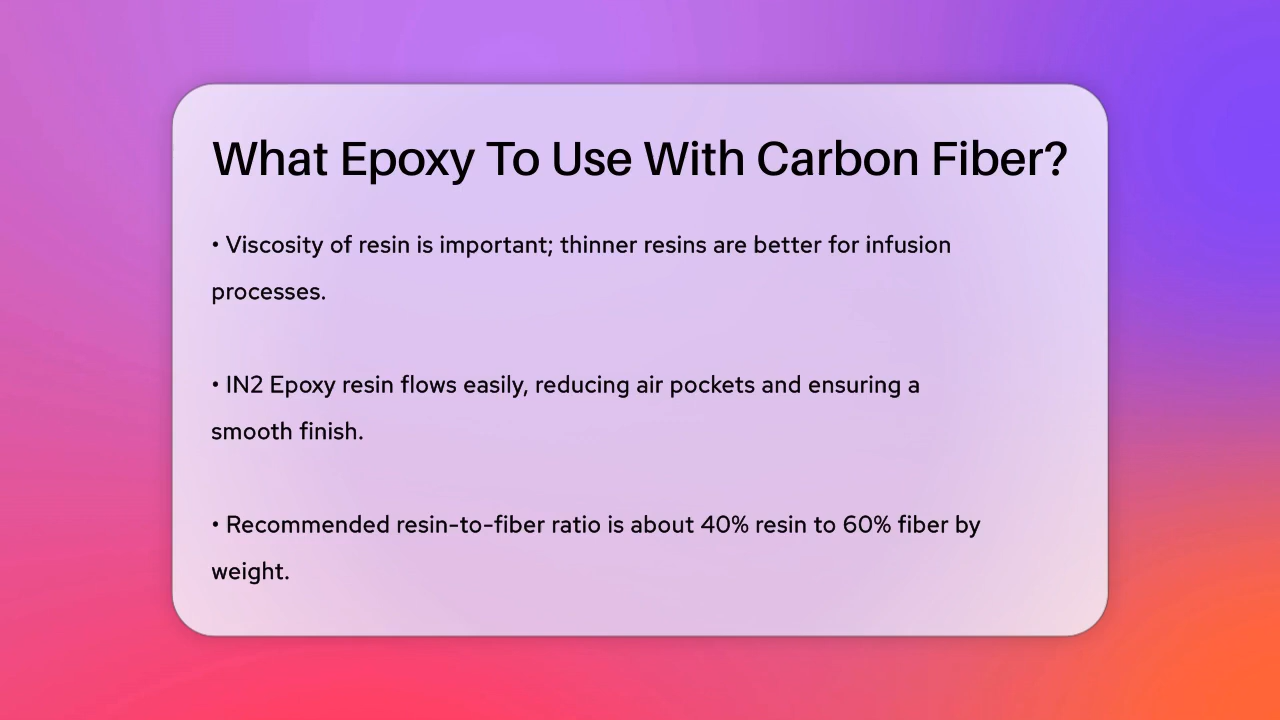 What Epoxy To Use With Carbon Fiber?
• Viscosity of resin is important; thinner resins are better for infusion
processes.
• IN2 Epoxy resin flows easily, reducing air pockets and ensuring a
smooth finish.
• Recommended resin-to-fiber ratio is about 40% resin to 60% fiber by
weight.